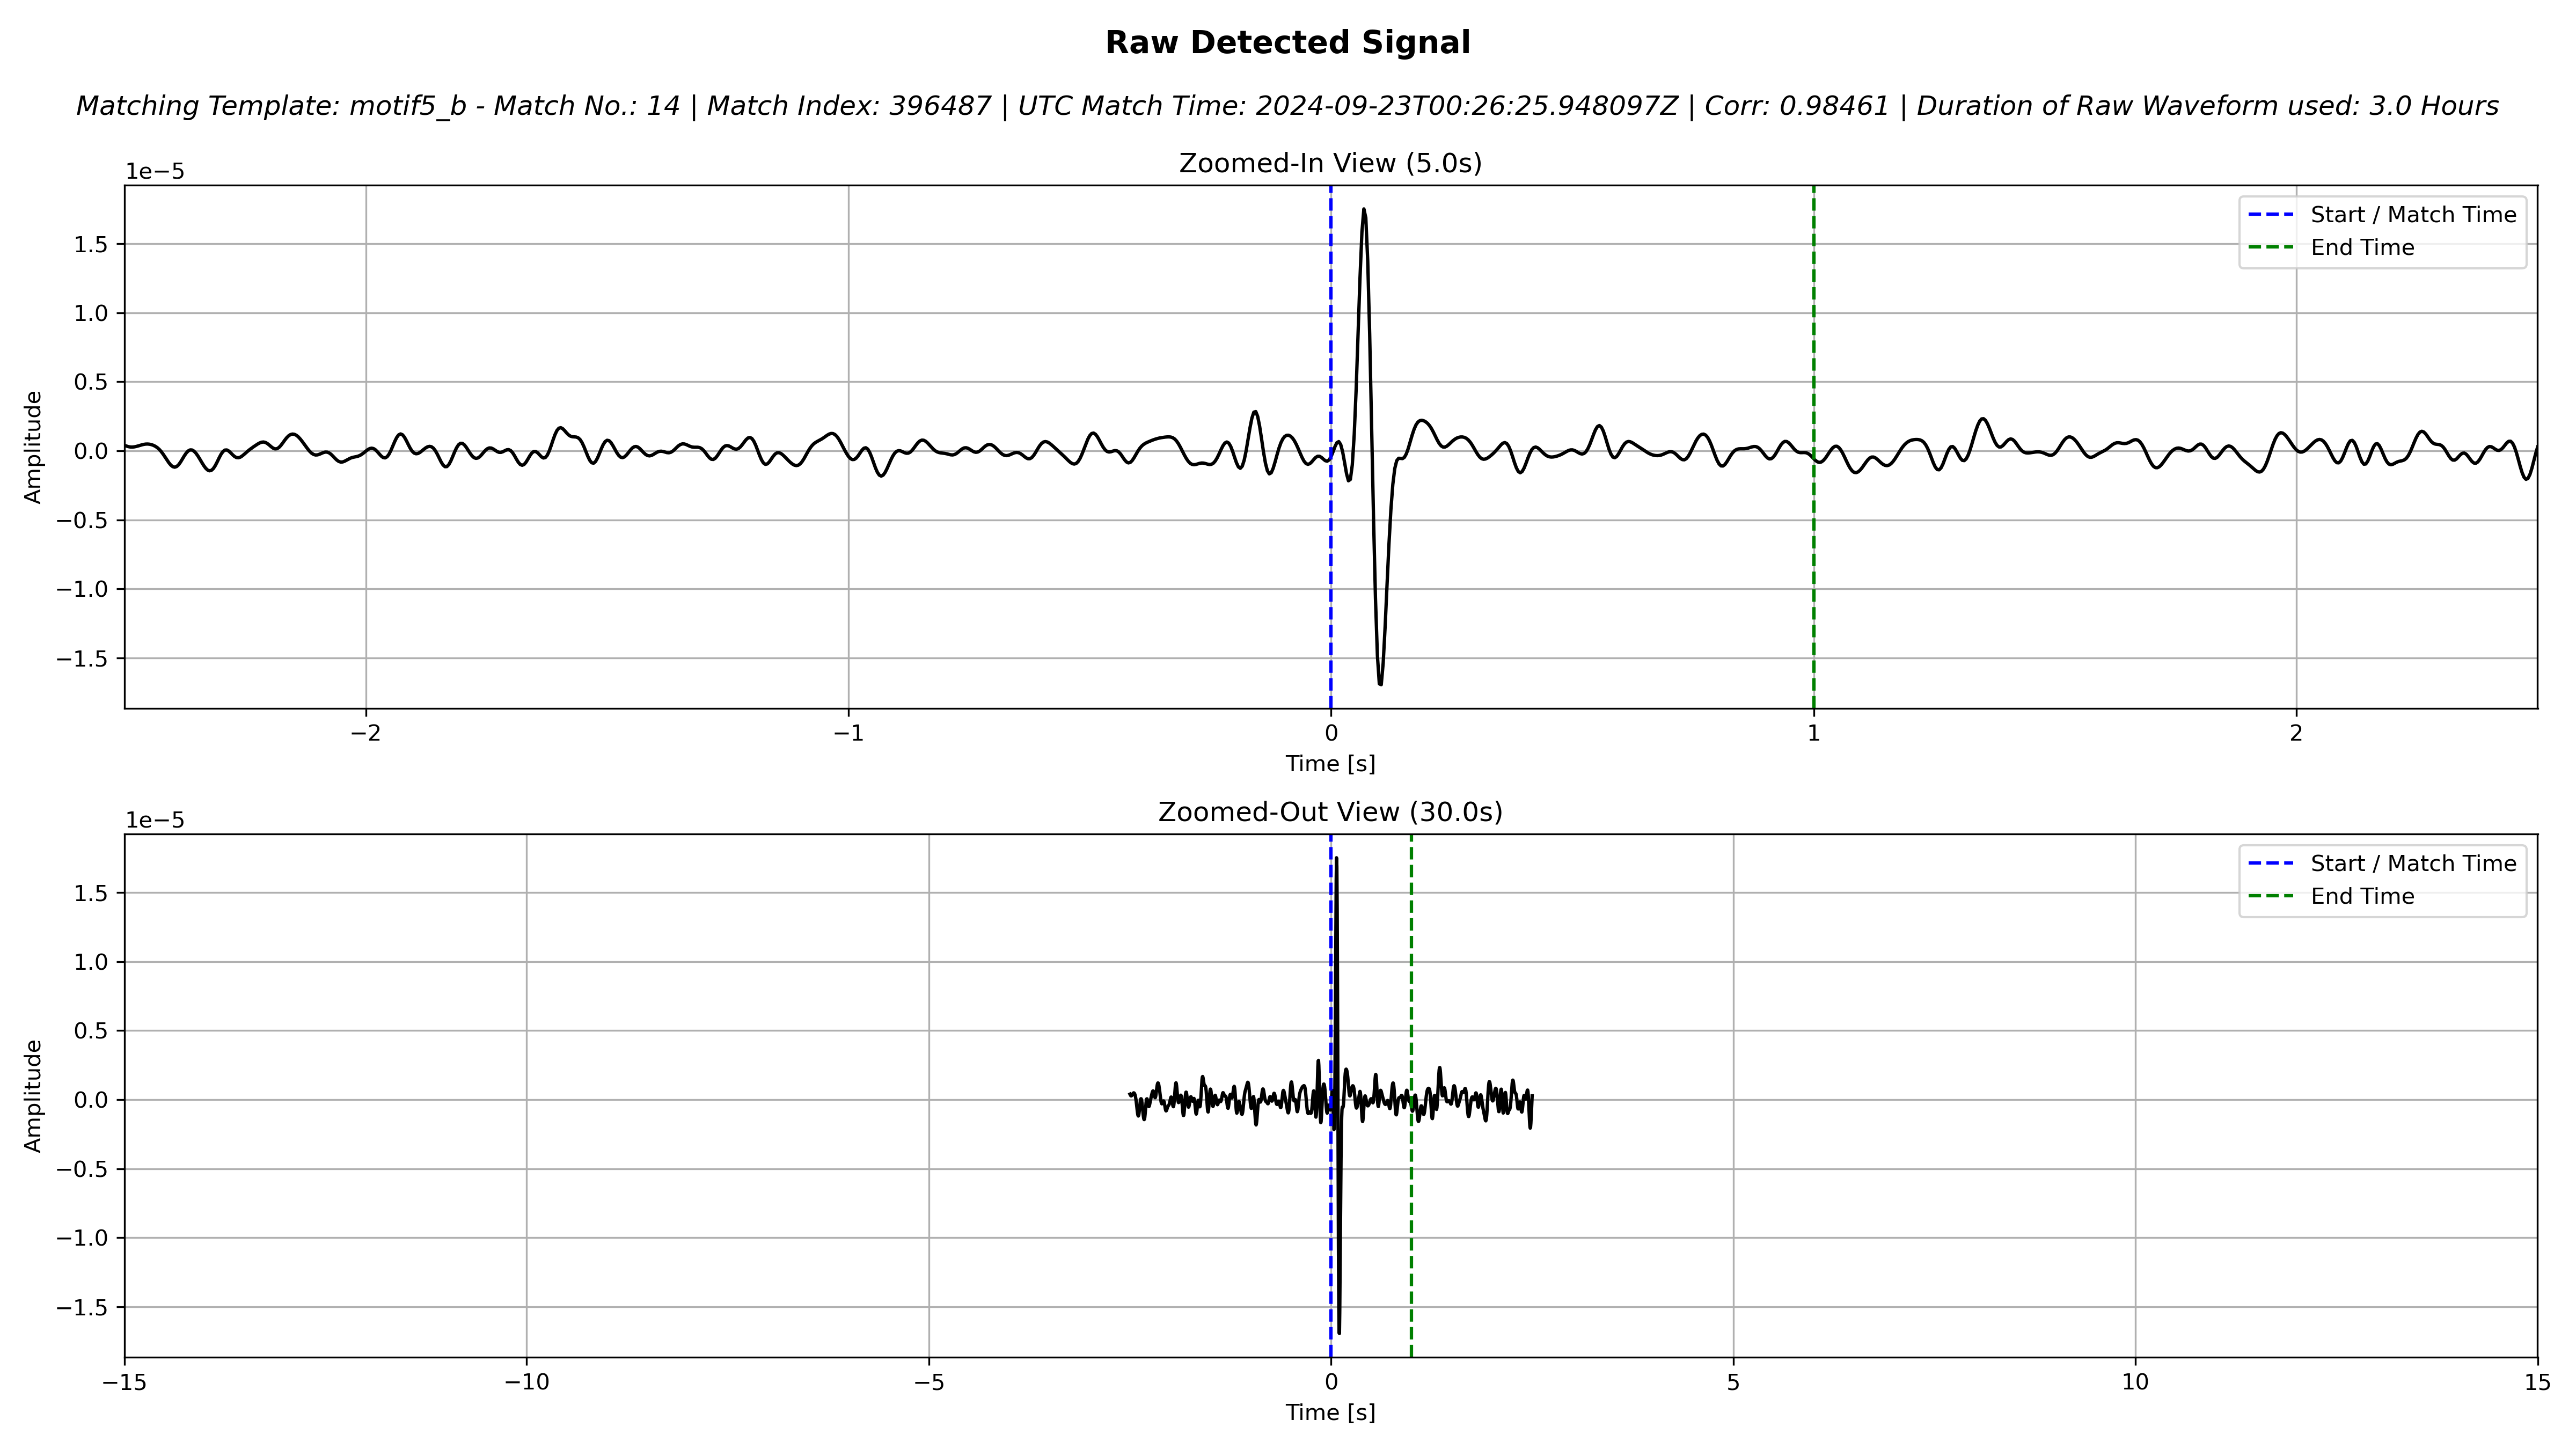 Raw Detected Signal
Matching Template: motif5_b - Match No.: 14 | Match Index: 396487 | UTC Match Time: 2024-09-23T00:26:25.948097Z | Corr: 0.98461 | Duration of Raw Waveform used: 3.0 Hours
Zoomed-In View (5.0s)
1e−5
Start / Match Time
End Time
1.5
1.0
0.5
0.0
−0.5
−1.0
−1.5
Amplitude
−2 −1 0 1 2
Time [s]
Zoomed-Out View (30.0s)
1e−5
Start / Match Time
End Time
1.5
1.0
0.5
0.0
−0.5
−1.0
−1.5
Amplitude
−15 −10 −5 0 5 10 15
Time [s]